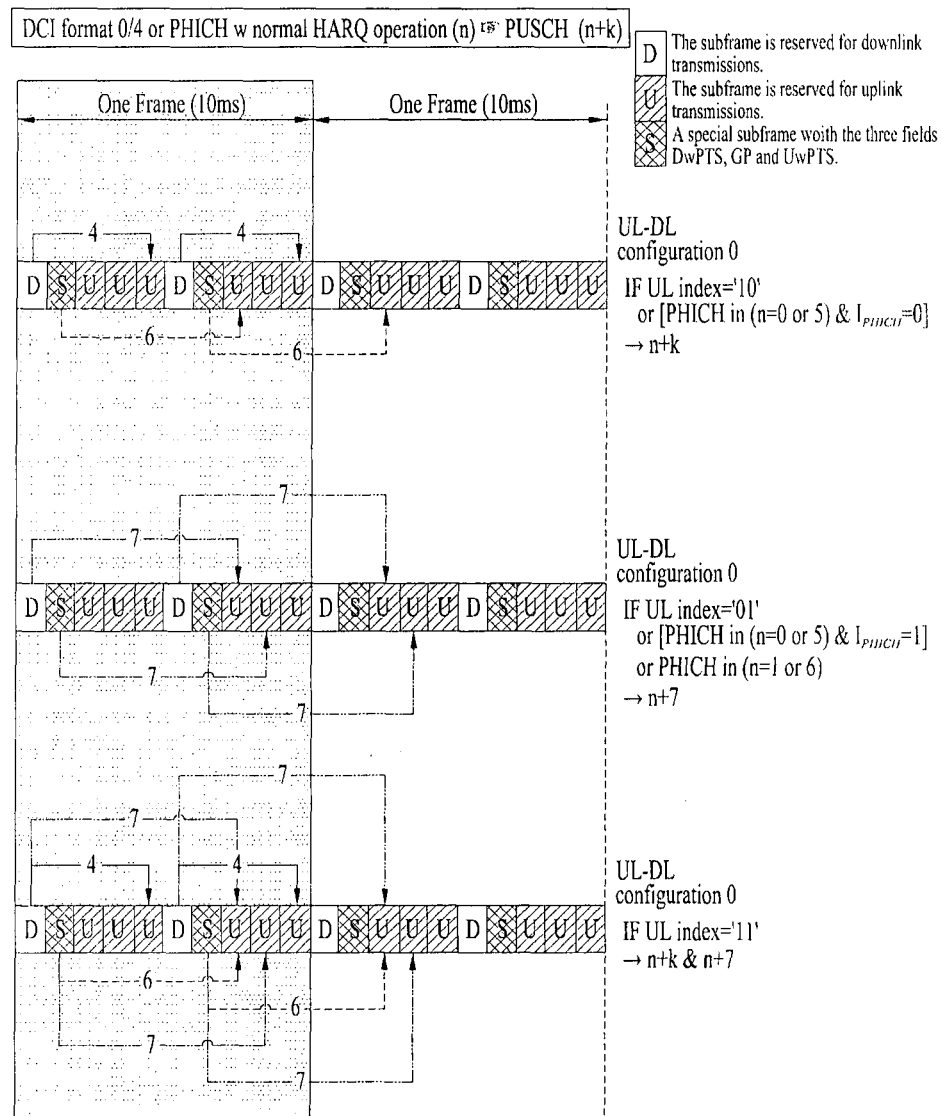 DCI format 0/4 or PHICH w normal HARQ operation (n) ☞ PUSCH (n+k)
D The subframe is reserved for downlink
transmissions.
U The subframe is reserved for uplink
transmissions.
S A special subframe woith the three fields
DwPTS, GP and UwPTS.
One Frame (10ms) One Frame (10ms)
4 4
D S U U U D S U U U D S U U U D S U U U
6
6
UL-DL
configuration 0
IF UL index='10'
or [PHICH in (n=0 or 5) & I_PHICH=0]
→ n+k
7
7
D S U U U D S U U U D S U U U D S U U U
7
7
UL-DL
configuration 0
IF UL index='01'
or [PHICH in (n=0 or 5) & I_PHICH=1]
or PHICH in (n=1 or 6)
→ n+7
7
7
4 4
D S U U U D S U U U D S U U U D S U U U
6
6
7
7
UL-DL
configuration 0
IF UL index='11'
→ n+k & n+7